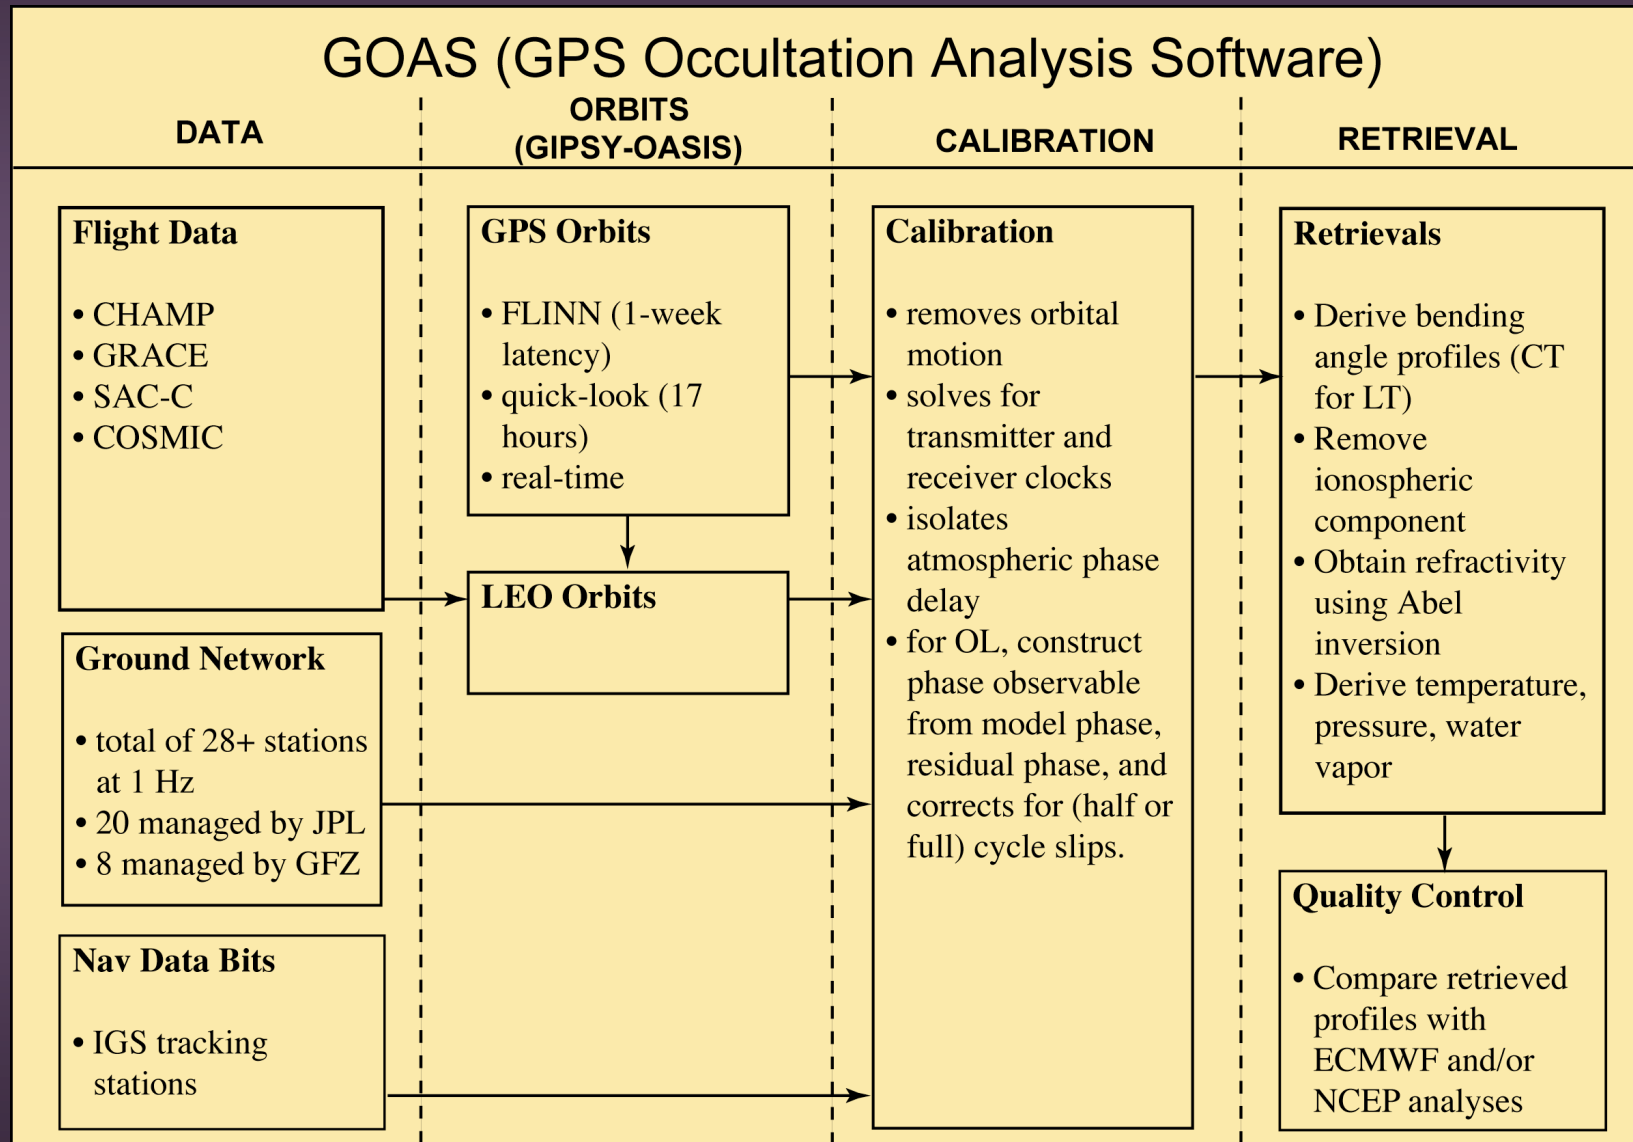 GOAS (GPS Occultation Analysis Software)
DATA
ORBITS
(GIPSY-OASIS)
CALIBRATION
RETRIEVAL
Flight Data
• CHAMP
• GRACE
• SAC-C
• COSMIC
Ground Network
• total of 28+ stations
at 1 Hz
• 20 managed by JPL
• 8 managed by GFZ
Nav Data Bits
• IGS tracking
stations
GPS Orbits
• FLINN (1-week
latency)
• quick-look (17
hours)
• real-time
LEO Orbits
Calibration
• removes orbital
motion
• solves for
transmitter and
receiver clocks
• isolates
atmospheric phase
delay
• for OL, construct
phase observable
from model phase,
residual phase, and
corrects for (half or
full) cycle slips.
Retrievals
• Derive bending
angle profiles (CT
for LT)
• Remove
ionospheric
component
• Obtain refractivity
using Abel
inversion
• Derive temperature,
pressure, water
vapor
Quality Control
• Compare retrieved
profiles with
ECMWF and/or
NCEP analyses